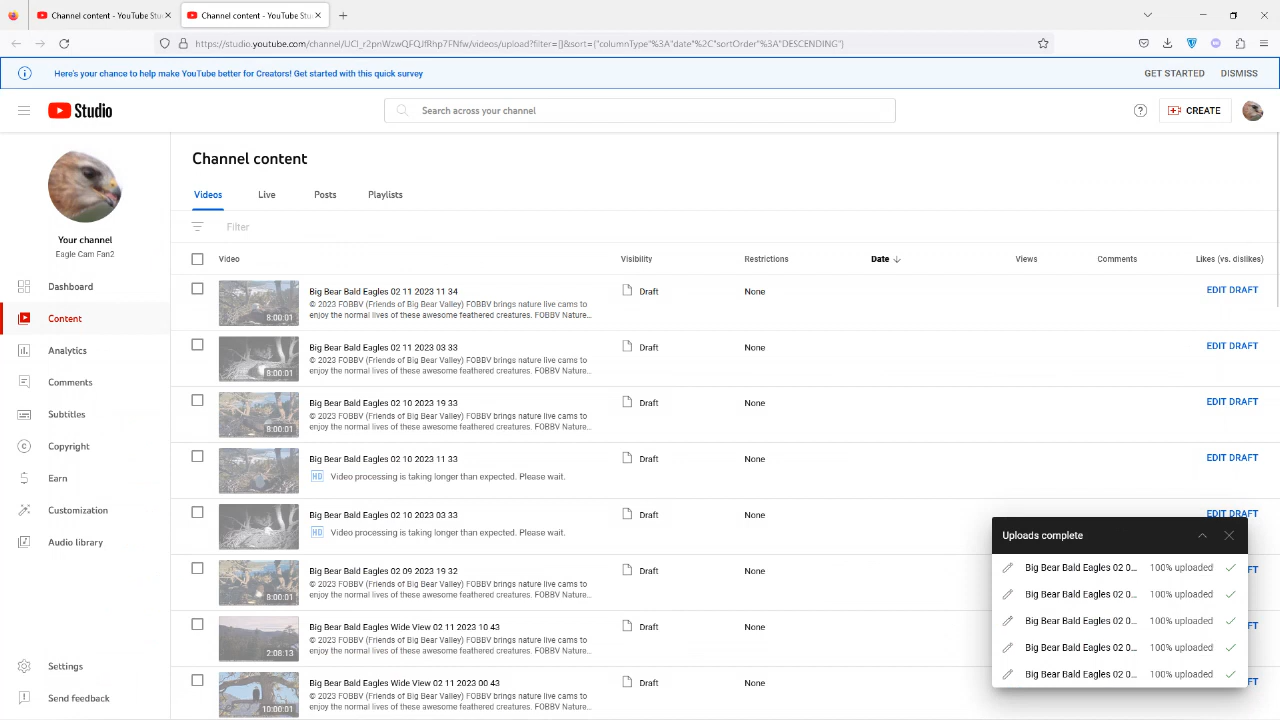 Channel content - YouTube Stu
Channel content - YouTube Stu
https://studio.youtube.com/channel/UCl_r2pnWzwQFQJfRhp7FNfw/videos/upload?filter=[]&sort={"columnType"%3A"date"%2C"sortOrder"%3A"DESCENDING"}
Here's your chance to help make YouTube better for Creators! Get started with this quick survey
GET STARTED
DISMISS
Studio
Search across your channel
CREATE
Your channel
Eagle Cam Fan2
Dashboard
Content
Analytics
Comments
Subtitles
Copyright
Earn
Customization
Audio library
Settings
Send feedback
Channel content
Videos Live Posts Playlists
Filter
Video Visibility Restrictions Date Views Comments Likes (vs. dislikes)
8:00:01
Big Bear Bald Eagles 02 11 2023 11 34
© 2023 FOBBV (Friends of Big Bear Valley) FOBBV brings nature live cams to
enjoy the normal lives of these awesome feathered creatures. FOBBV Nature...
Draft None EDIT DRAFT
8:00:01
Big Bear Bald Eagles 02 11 2023 03 33
© 2023 FOBBV (Friends of Big Bear Valley) FOBBV brings nature live cams to
enjoy the normal lives of these awesome feathered creatures. FOBBV Nature...
Draft None EDIT DRAFT
8:00:01
Big Bear Bald Eagles 02 10 2023 19 33
© 2023 FOBBV (Friends of Big Bear Valley) FOBBV brings nature live cams to
enjoy the normal lives of these awesome feathered creatures. FOBBV Nature...
Draft None EDIT DRAFT
Big Bear Bald Eagles 02 10 2023 11 33
HD Video processing is taking longer than expected. Please wait.
Draft None EDIT DRAFT
Big Bear Bald Eagles 02 10 2023 03 33
HD Video processing is taking longer than expected. Please wait.
Draft None EDIT DRAFT
8:00:01
Big Bear Bald Eagles 02 09 2023 19 32
© 2023 FOBBV (Friends of Big Bear Valley) FOBBV brings nature live cams to
enjoy the normal lives of these awesome feathered creatures. FOBBV Nature...
Draft None FT
2:08:13
Big Bear Bald Eagles Wide View 02 11 2023 10 43
© 2023 FOBBV (Friends of Big Bear Valley) FOBBV brings nature live cams to
enjoy the normal lives of these awesome feathered creatures. FOBBV Nature...
Draft None FT
10:00:01
Big Bear Bald Eagles Wide View 02 11 2023 00 43
© 2023 FOBBV (Friends of Big Bear Valley) FOBBV brings nature live cams to
enjoy the normal lives of these awesome feathered creatures. FOBBV Nature...
Draft None FT
Uploads complete
Big Bear Bald Eagles 02 0... 100% uploaded
Big Bear Bald Eagles 02 0... 100% uploaded
Big Bear Bald Eagles 02 0... 100% uploaded
Big Bear Bald Eagles 02 0... 100% uploaded
Big Bear Bald Eagles 02 0... 100% uploaded